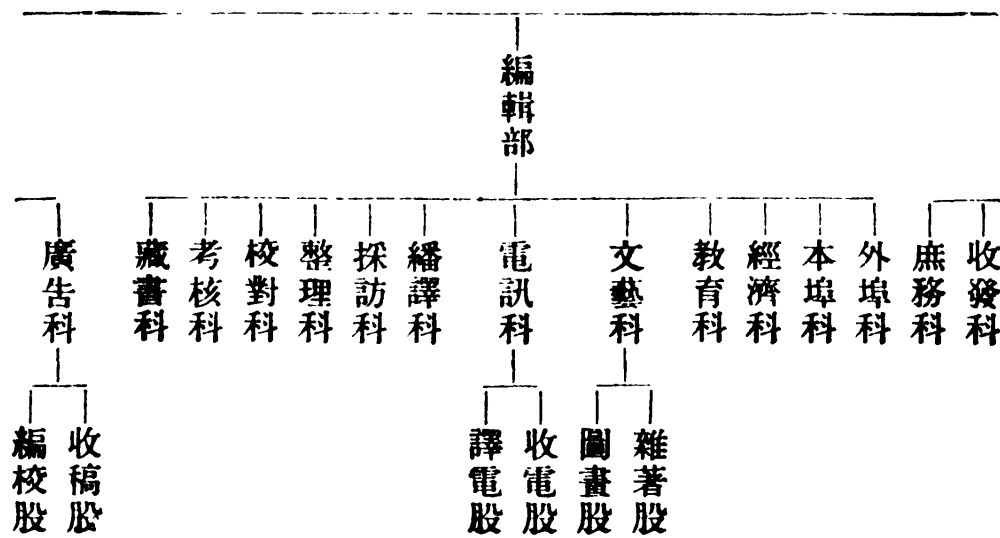 編輯部
收發科
庶務科
外埠科
本埠科
經濟科
教育科
文藝科
電訊科
繙譯科
採訪科
整理科
校對科
考核科
藏書科
廣告科
雜著股
圖畫股
收電股
譯電股
收稿股
編校股